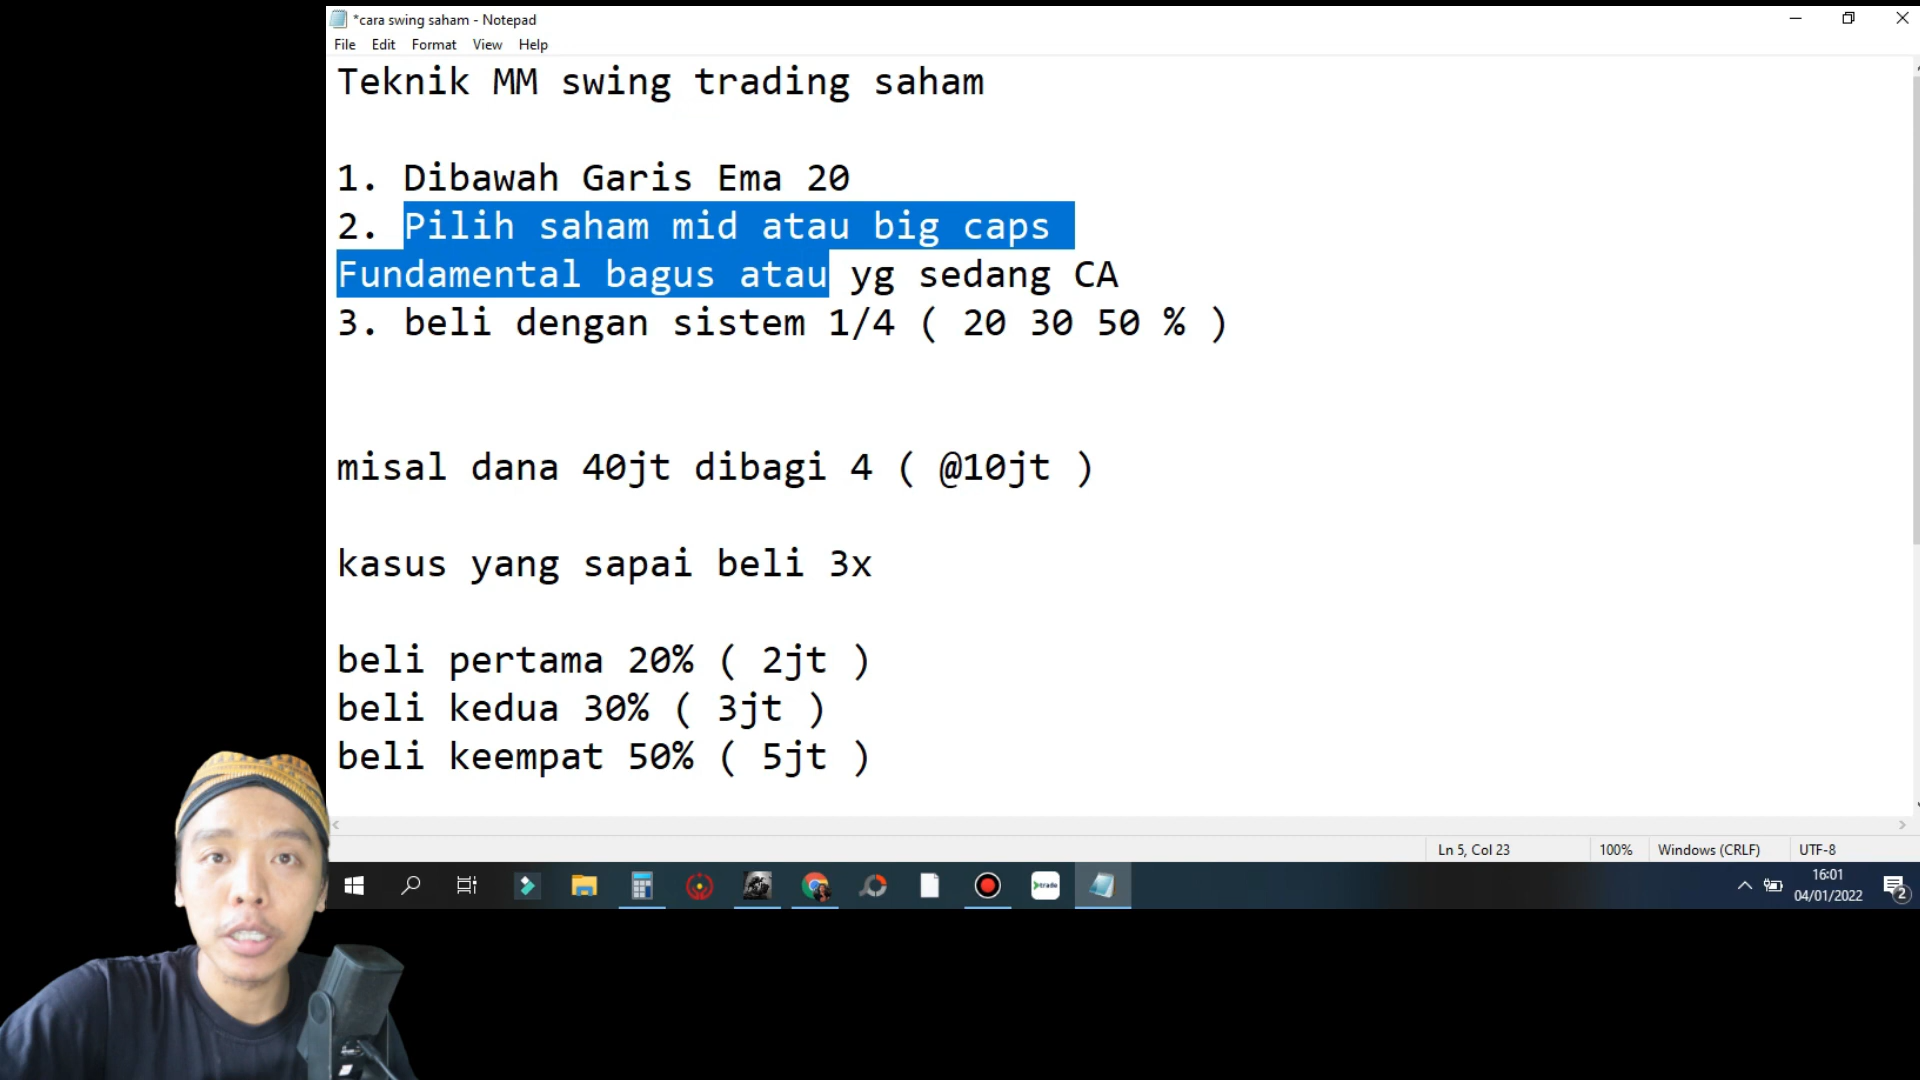 *cara swing saham - Notepad
File Edit Format View Help
Teknik MM swing trading saham
1. Dibawah Garis Ema 20
2. Pilih saham mid atau big caps
Fundamental bagus atau yg sedang CA
3. beli dengan sistem 1/4 ( 20 30 50 % )
misal dana 40jt dibagi 4 ( @10jt )
kasus yang sapai beli 3x
beli pertama 20% ( 2jt )
beli kedua 30% ( 3jt )
beli keempat 50% ( 5jt )
Ln 5, Col 23 100% Windows (CRLF) UTF-8
trade
16:01
04/01/2022
2